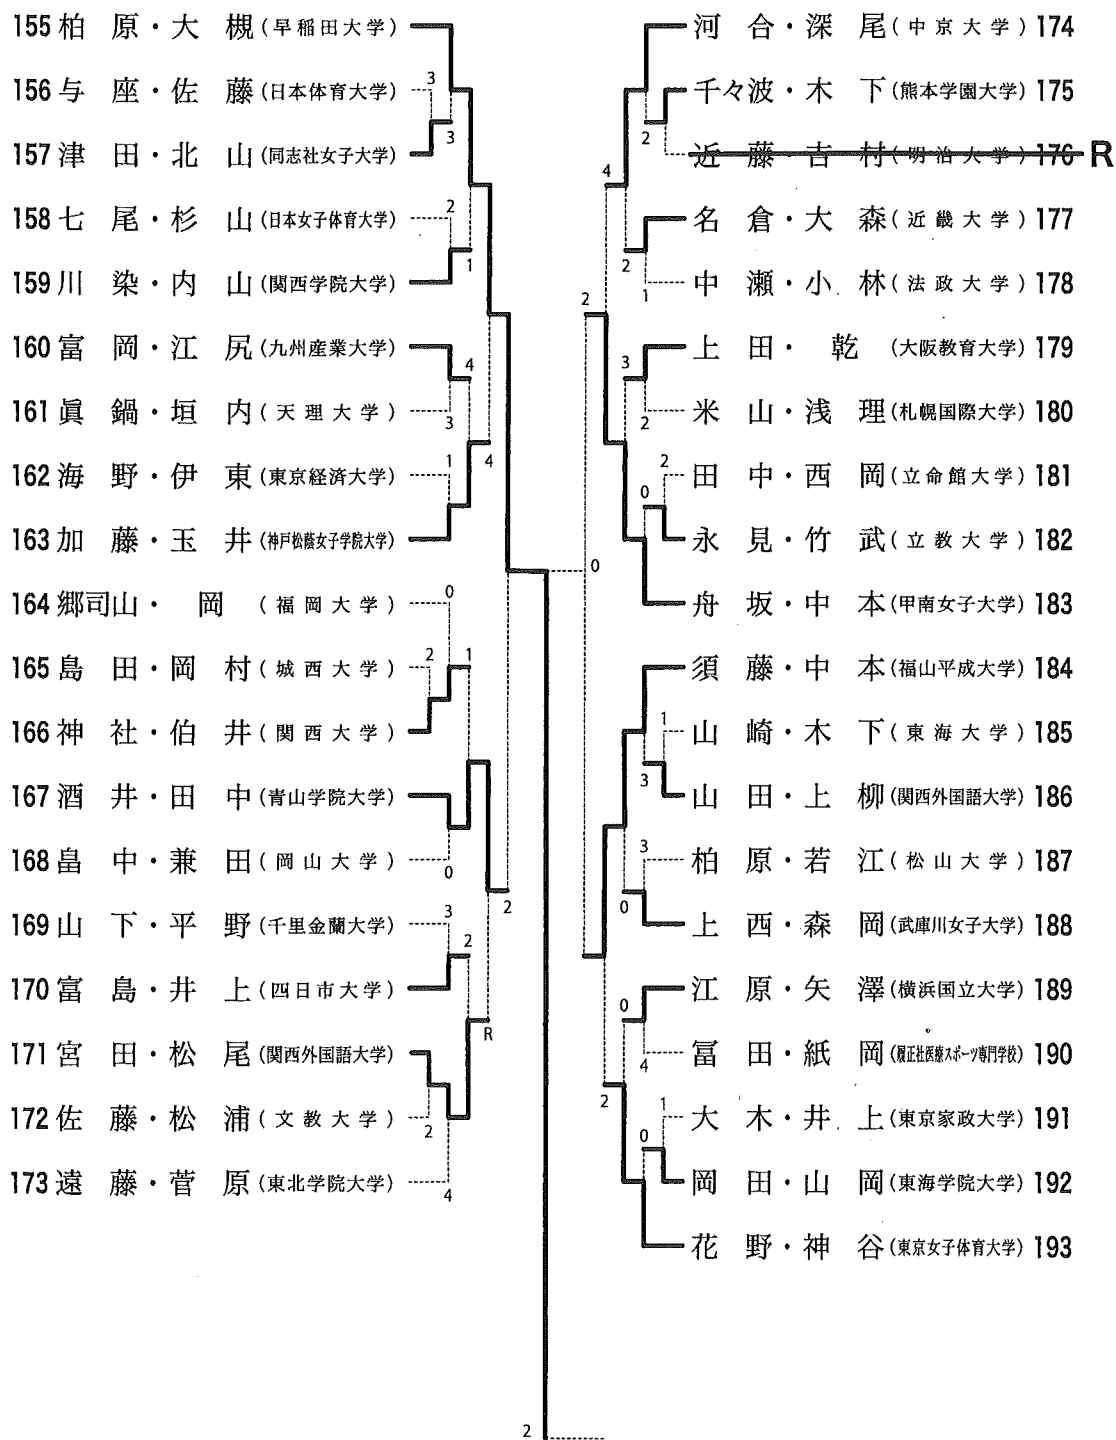 155 柏原・大槻 (早稲田大学)
156 与座・佐藤 (日本体育大学)
157 津田・北山 (同志社女子大学)
158 七尾・杉山 (日本女子体育大学)
159 川染・内山 (関西学院大学)
160 富岡・江尻 (九州産業大学)
161 眞鍋・垣内 (天理大学)
162 海野・伊東 (東京経済大学)
163 加藤・玉井 (神戸松蔭女子学院大学)
164 郷司山・岡 (福岡大学)
165 島田・岡村 (城西大学)
166 神社・伯井 (関西大学)
167 酒井・田中 (青山学院大学)
168 畠中・兼田 (岡山大学)
169 山下・平野 (千里金蘭大学)
170 富島・井上 (四日市大学)
171 宮田・松尾 (関西外国語大学)
172 佐藤・松浦 (文教大学)
173 遠藤・菅原 (東北学院大学)
3
3
2
1
4
3
1
4
0
2
1
0
3
2
2
R
2
4
2
0
河合・深尾 (中京大学) 174
千々波・木下 (熊本学園大学) 175
近藤・吉村 (明治大学) 176 R
名倉・大森 (近畿大学) 177
中瀬・小林 (法政大学) 178
上田・乾 (大阪教育大学) 179
米山・浅理 (札幌国際大学) 180
田中・西岡 (立命館大学) 181
永見・竹武 (立教大学) 182
舟坂・中本 (甲南女子大学) 183
須藤・中本 (福山平成大学) 184
山崎・木下 (東海大学) 185
山田・上柳 (関西外国語大学) 186
柏原・若江 (松山大学) 187
上西・森岡 (武庫川女子大学) 188
江原・矢澤 (横浜国立大学) 189
冨田・紙岡 (履正社医療スポーツ専門学校) 190
大木・井上 (東京家政大学) 191
岡田・山岡 (東海学院大学) 192
花野・神谷 (東京女子体育大学) 193
2
4
2
1
2
3
2
2
0
1
3
3
0
0
4
2
1
0